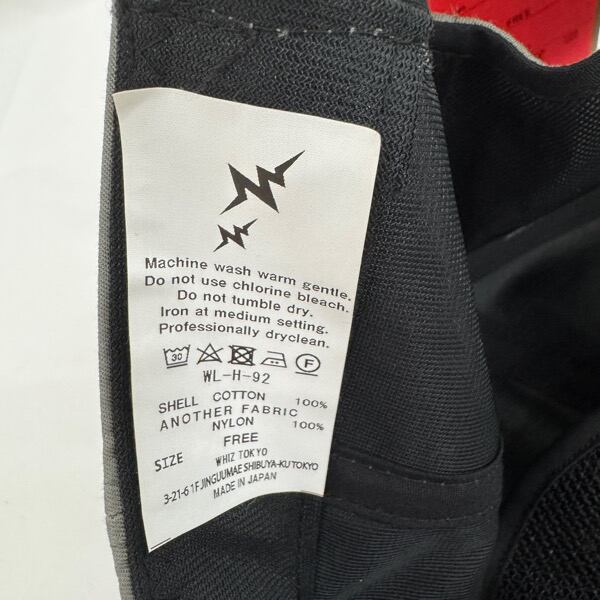 FREE
Machine wash warm gentle.
Do not use chlorine bleach.
Do not tumble dry.
Iron at medium setting.
Professionally dryclean.
30
F
WL-H-92
SHELL COTTON 100%
ANOTHER FABRIC
NYLON 100%
FREE
SIZE
WHIZ TOKYO
3-21-6 1F JINGUUMAE SHIBUYA-KU TOKYO
MADE IN JAPAN